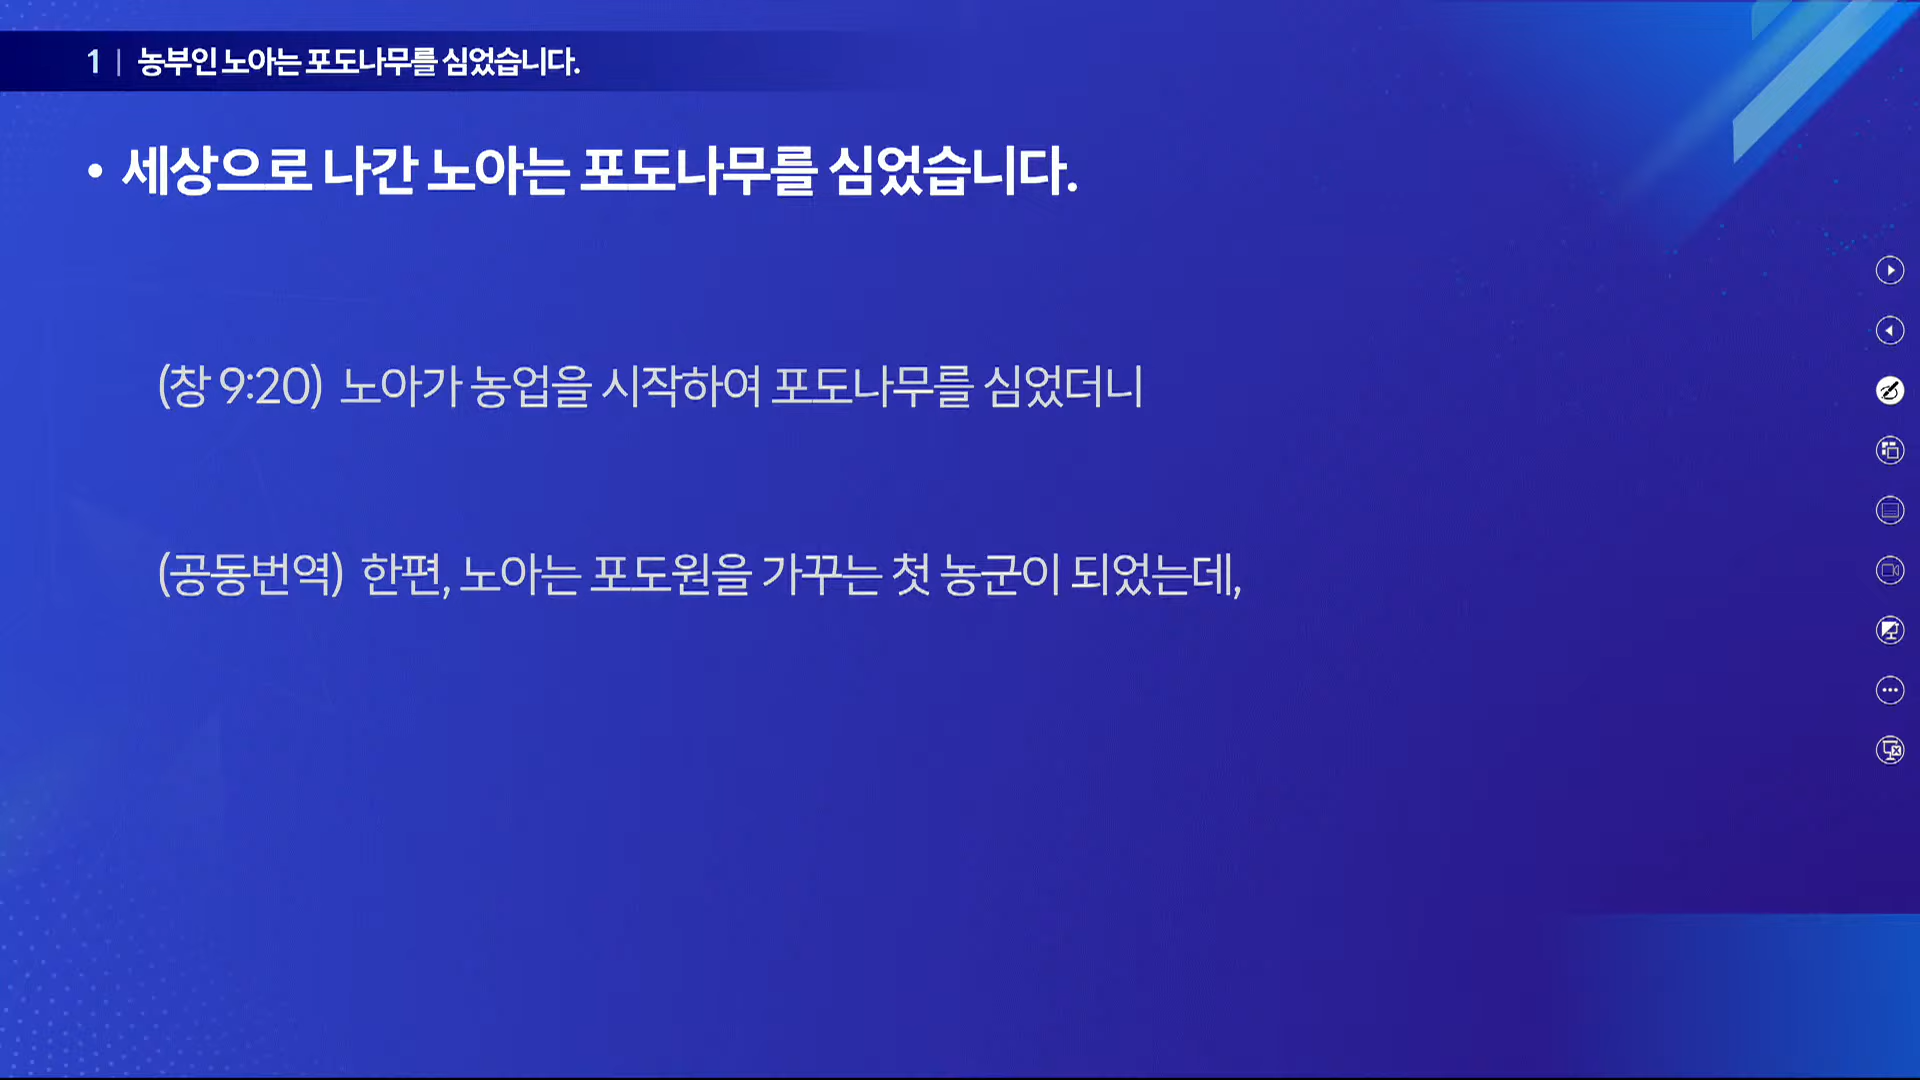 1 | 농부인 노아는 포도나무를 심었습니다.
• 세상으로 나간 노아는 포도나무를 심었습니다.
(창 9:20) 노아가 농업을 시작하여 포도나무를 심었더니
(공동번역) 한편, 노아는 포도원을 가꾸는 첫 농군이 되었는데,